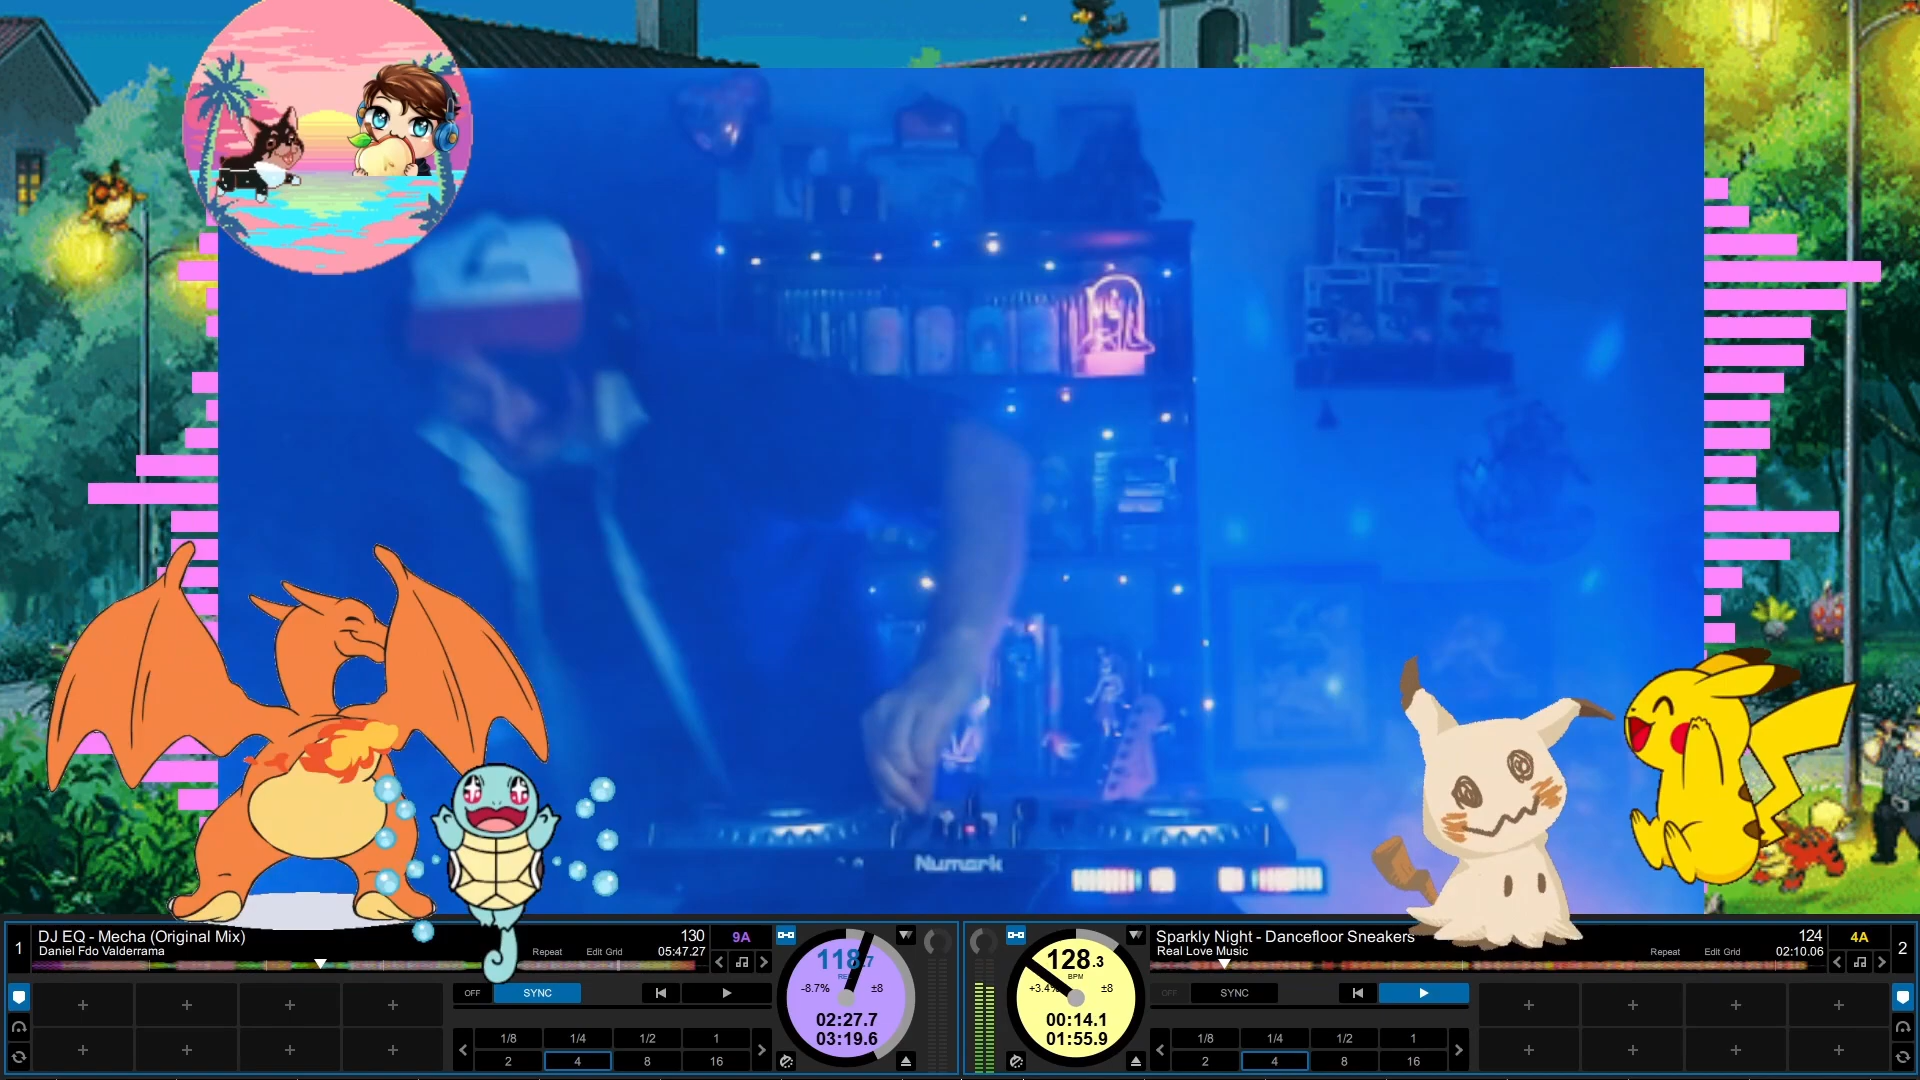 Numark
1
DJ EQ - Mecha (Original Mix)
Daniel Fdo Valderrama
Repeat
Edit Grid
130
05:47.27
9A
OFF
SYNC
1/8
1/4
1/2
1
2
4
8
16
118.7
-8.7%
±8
02:27.7
03:19.6
128.3
BPM
+3.4%
±8
00:14.1
01:55.9
Sparkly Night - Dancefloor Sneakers
Real Love Music
Repeat
Edit Grid
124
02:10.06
4A
2
OFF
SYNC
1/8
1/4
1/2
1
2
4
8
16